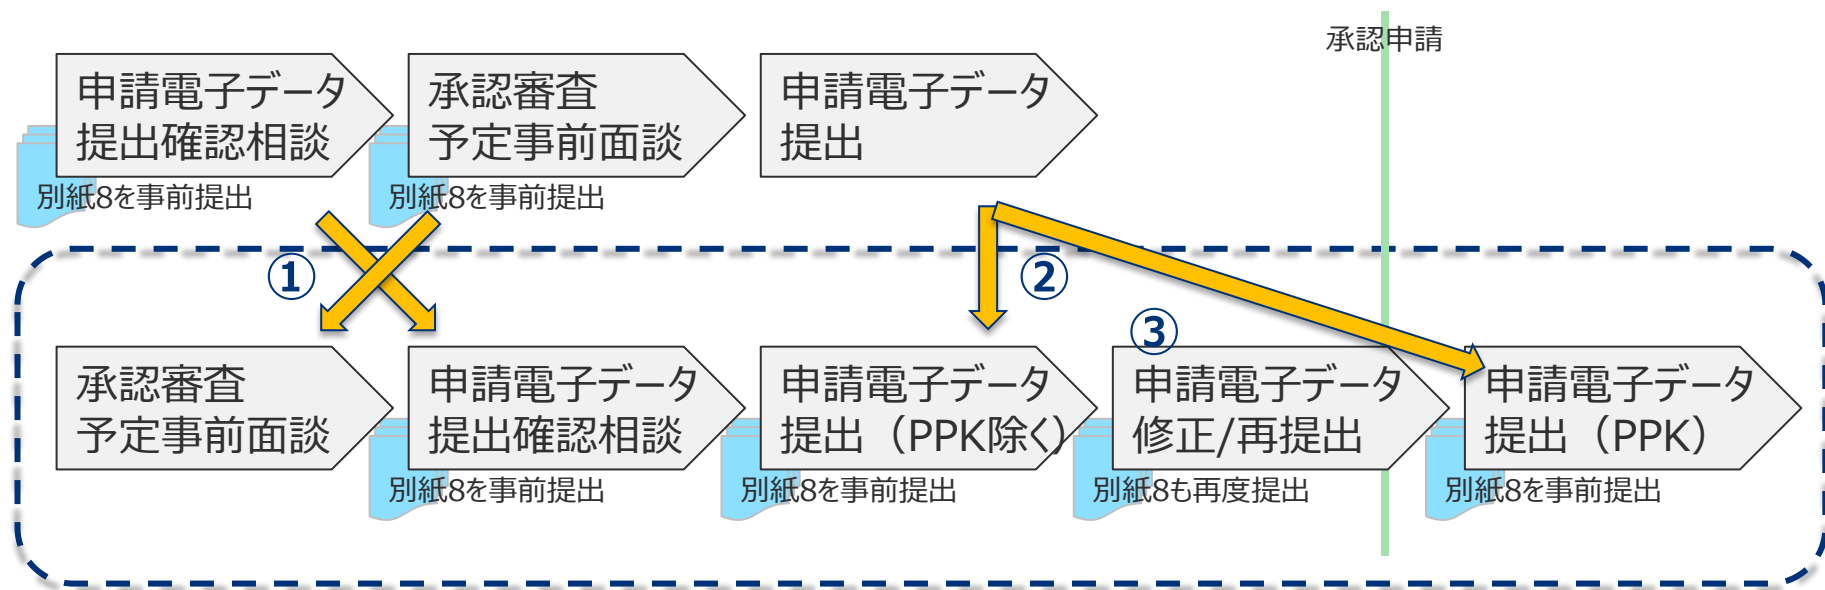 承認申請
申請電子データ
提出確認相談
別紙8を事前提出
承認審査
予定事前面談
別紙8を事前提出
申請電子データ
提出
①
②
③
承認審査
予定事前面談
申請電子データ
提出確認相談
別紙8を事前提出
申請電子データ
提出（PPK除く）
別紙8を事前提出
申請電子データ
修正/再提出
別紙8も再度提出
申請電子データ
提出（PPK）
別紙8を事前提出